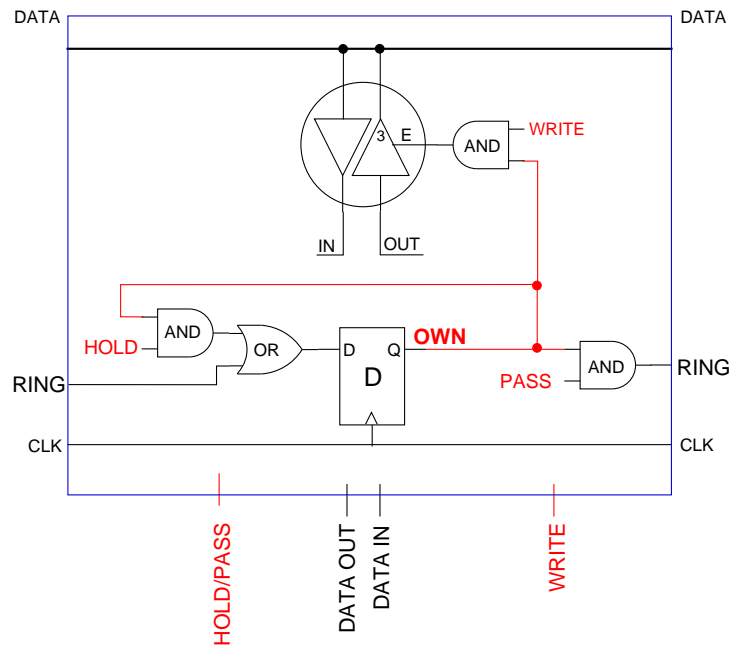 DATA DATA
3 E AND WRITE
IN OUT
AND HOLD OR D Q D OWN PASS AND
RING RING
CLK CLK
HOLD/PASS
DATA OUT
DATA IN
WRITE